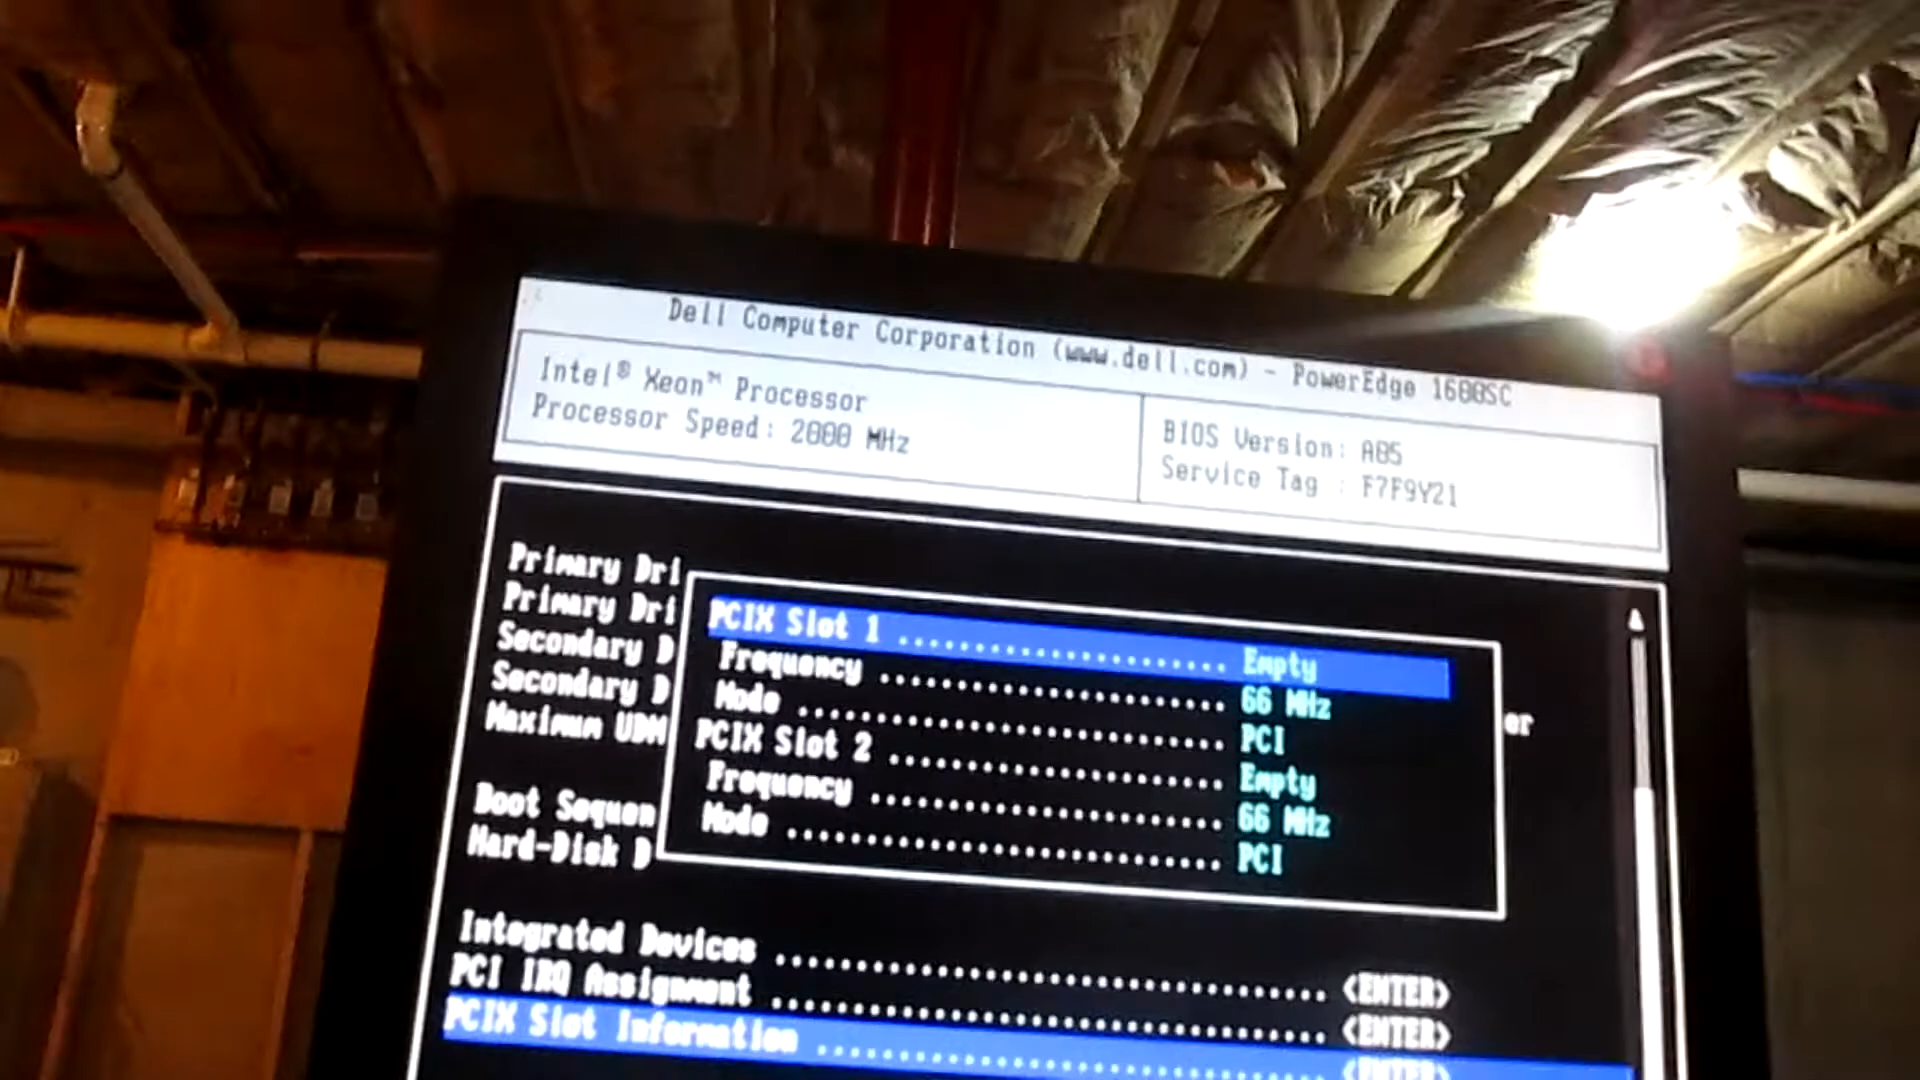 Dell Computer Corporation (www.dell.com) - PowerEdge 1600SC
Intel® Xeon™ Processor
Processor Speed: 2000 MHz
BIOS Version: A05
Service Tag : F7F9Y21
Primary Dri
Primary Dri
Secondary D
Secondary D
Maximum UDM
er
Boot Sequen
Hard-Disk D
PCIX Slot 1 ........................ Empty
Frequency ......................... 66 MHz
Mode ............................... PCI
PCIX Slot 2 ........................ Empty
Frequency ......................... 66 MHz
Mode ............................... PCI
Integrated Devices .......................................... <ENTER>
PCI IRQ Assignment .......................................... <ENTER>
PCIX Slot Information ....................................... <ENTER>